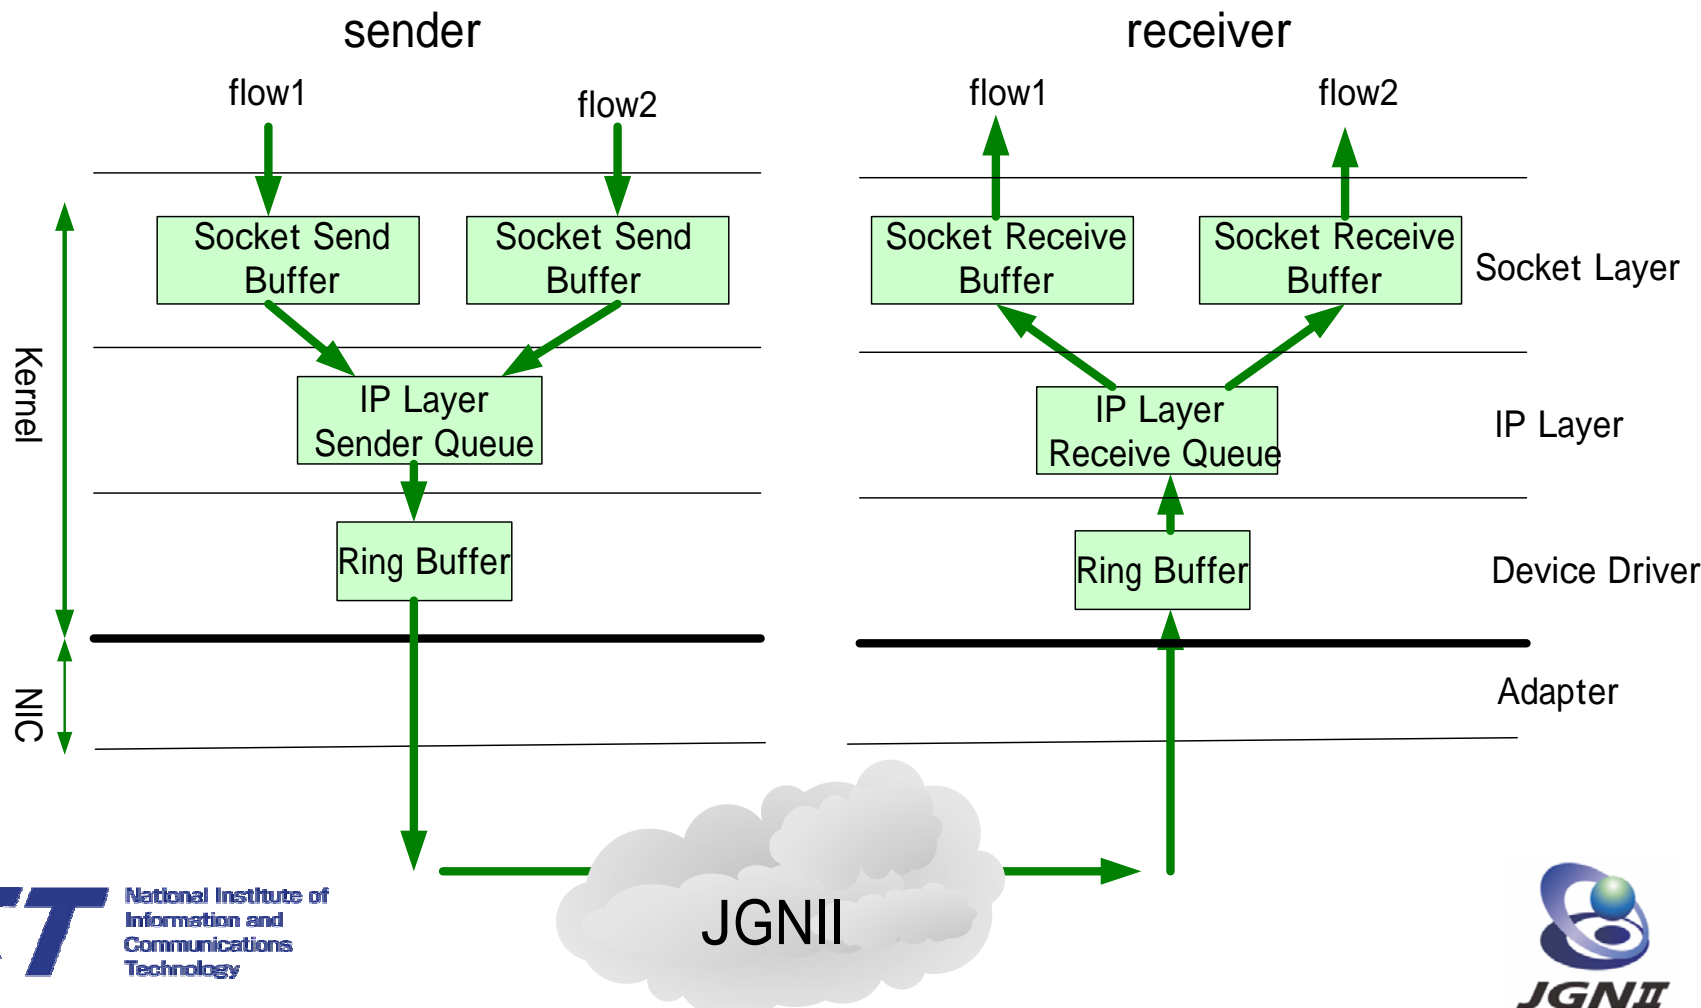 sender
receiver
flow1
flow2
flow1
flow2
Socket Send
Buffer
Socket Send
Buffer
Socket Receive
Buffer
Socket Receive
Buffer
Socket Layer
Kernel
IP Layer
Sender Queue
IP Layer
Receive Queue
IP Layer
Ring Buffer
Ring Buffer
Device Driver
NIC
Adapter
JGNII
National Institute of
Information and
Communications
Technology
JGNII